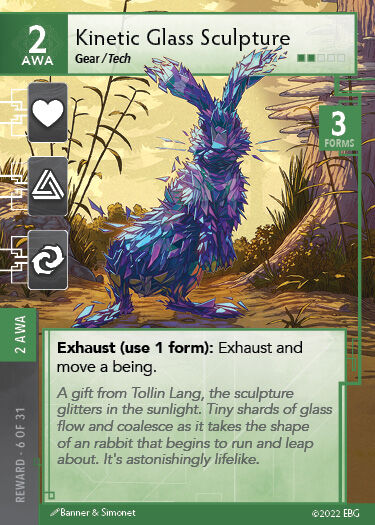 2
AWA
Kinetic Glass Sculpture
Gear / Tech
3
FORMS
2 AWA
REWARD - 6 OF 31
Exhaust (use 1 form): Exhaust and
move a being.
A gift from Tollin Lang, the sculpture
glitters in the sunlight. Tiny shards of glass
flow and coalesce as it takes the shape
of an rabbit that begins to run and leap
about. It's astonishingly lifelike.
Banner & Simonet
©2022 EBG